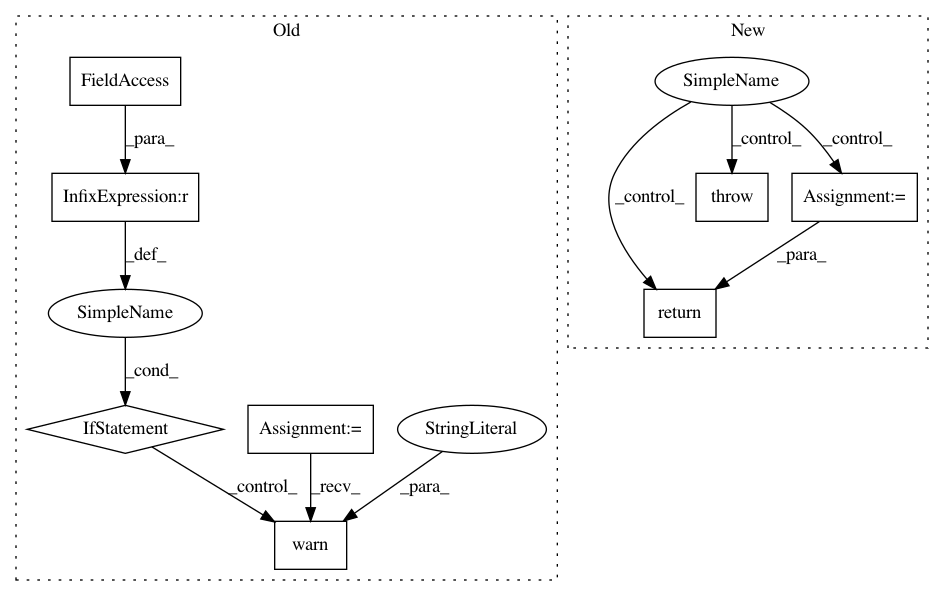 Old
New
FieldAccess
SimpleName
_para_
_control_
_control_
InfixExpression:r
_control_
throw
Assignment:=
_def_
_para_
SimpleName
return
_cond_
IfStatement
Assignment:=
StringLiteral
_control_
_recv_
_para_
warn